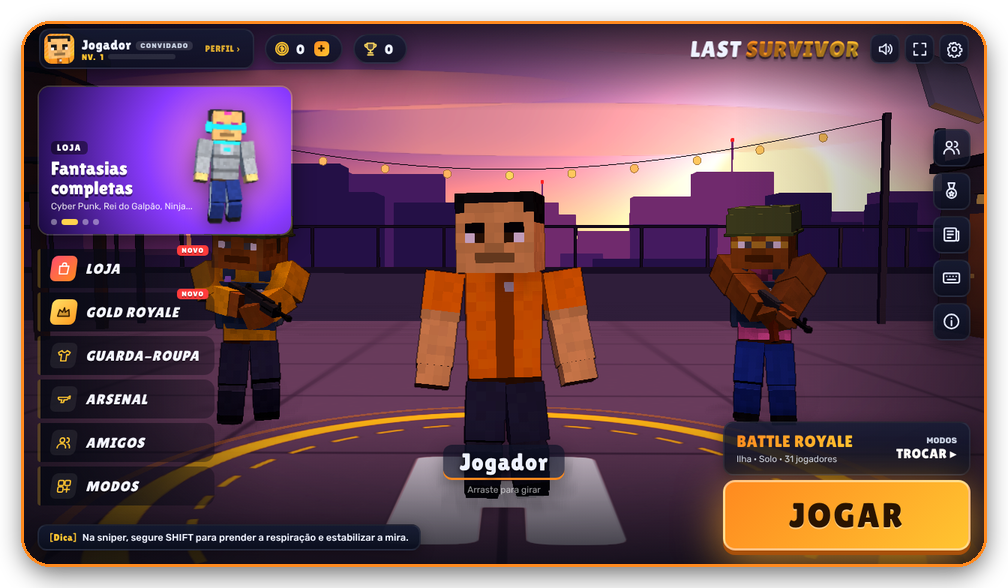 Jogador CONVIDADO
NV. 1
PERFIL ›
0
0
LAST SURVIVOR
LOJA
Fantasias
completas
Cyber Punk, Rei do Galpão, Ninja...
NOVO
LOJA
NOVO
GOLD ROYALE
GUARDA-ROUPA
ARSENAL
AMIGOS
MODOS
Jogador
Arraste para girar
BATTLE ROYALE
Ilha • Solo • 31 jogadores
MODOS
TROCAR ▸
JOGAR
[Dica] Na sniper, segure SHIFT para prender a respiração e estabilizar a mira.